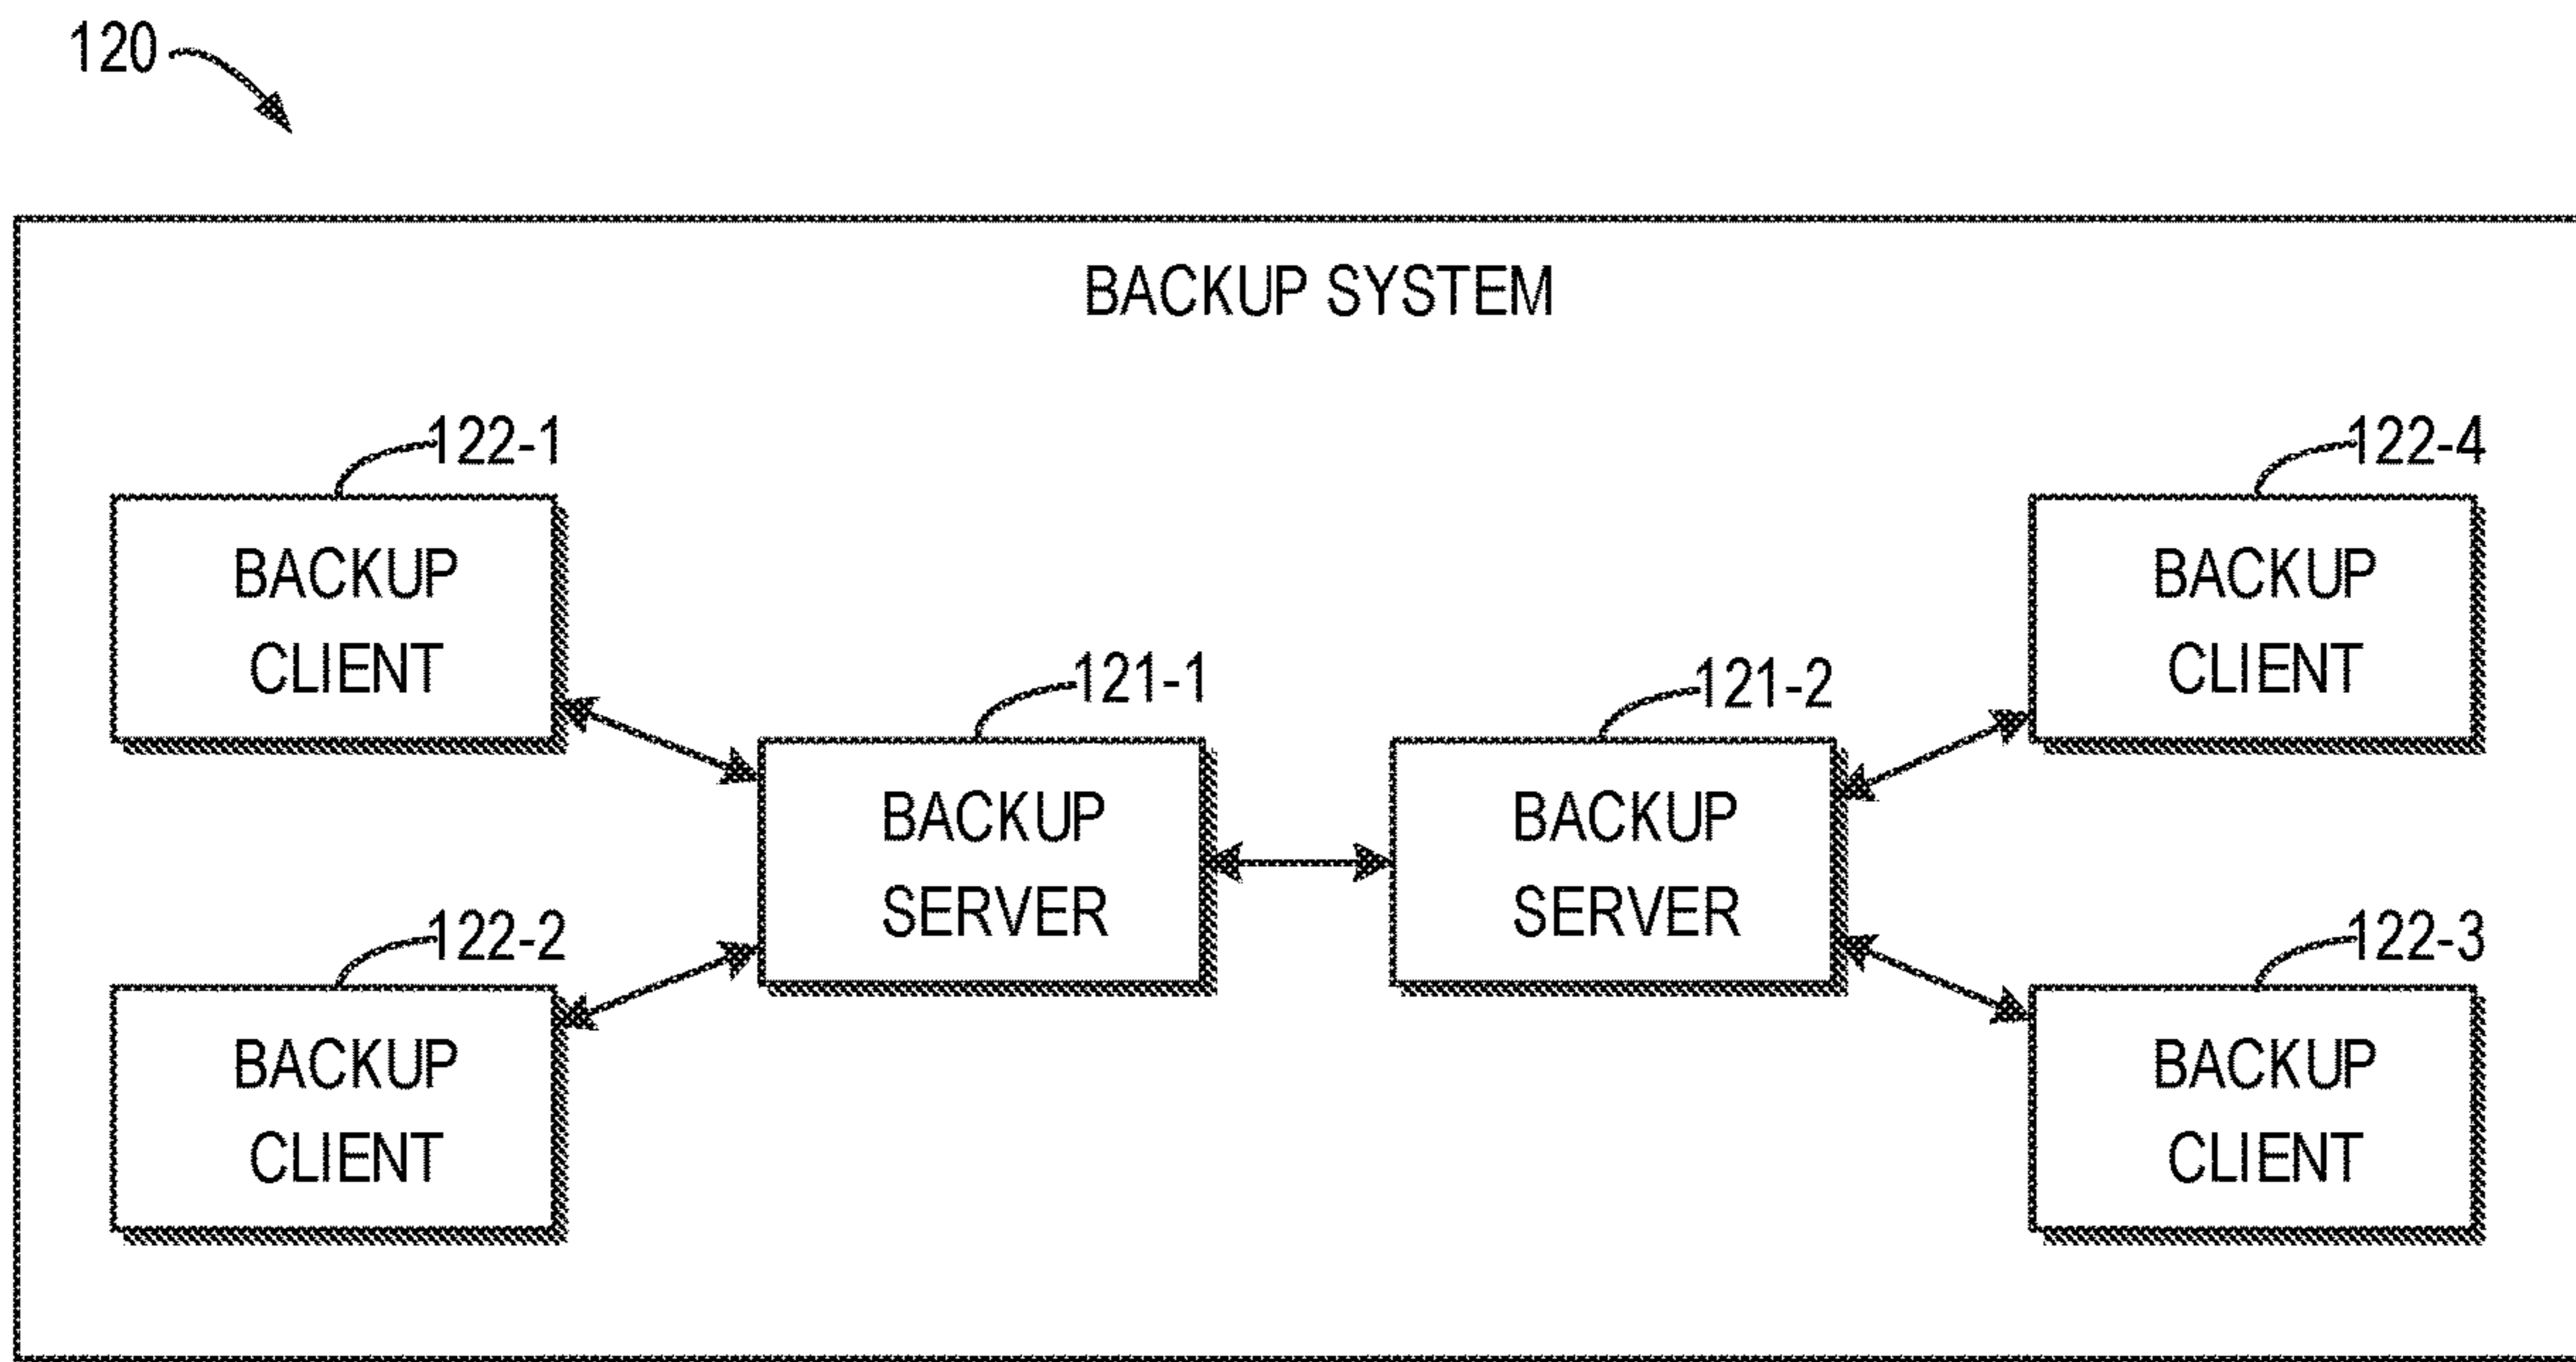 120
BACKUP SYSTEM
122-1
BACKUP
CLIENT
122-2
BACKUP
CLIENT
121-1
BACKUP
SERVER
121-2
BACKUP
SERVER
122-4
BACKUP
CLIENT
122-3
BACKUP
CLIENT